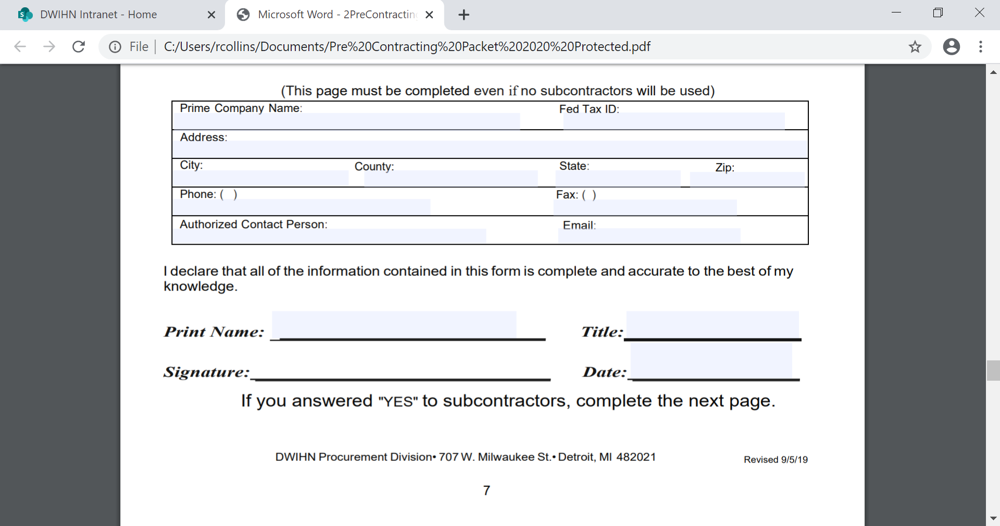 DWIHN Intranet - Home
Microsoft Word - 2PreContractin
File C:/Users/rcollins/Documents/Pre%20Contracting%20Packet%202020%20Protected.pdf
(This page must be completed even if no subcontractors will be used)
Prime Company Name: Fed Tax ID:
Address:
City: County: State: Zip:
Phone: ( ) Fax: ( )
Authorized Contact Person: Email:
I declare that all of the information contained in this form is complete and accurate to the best of my
knowledge.
Print Name: Title:
Signature: Date:
If you answered "YES" to subcontractors, complete the next page.
DWIHN Procurement Division• 707 W. Milwaukee St.• Detroit, MI 482021
Revised 9/5/19
7